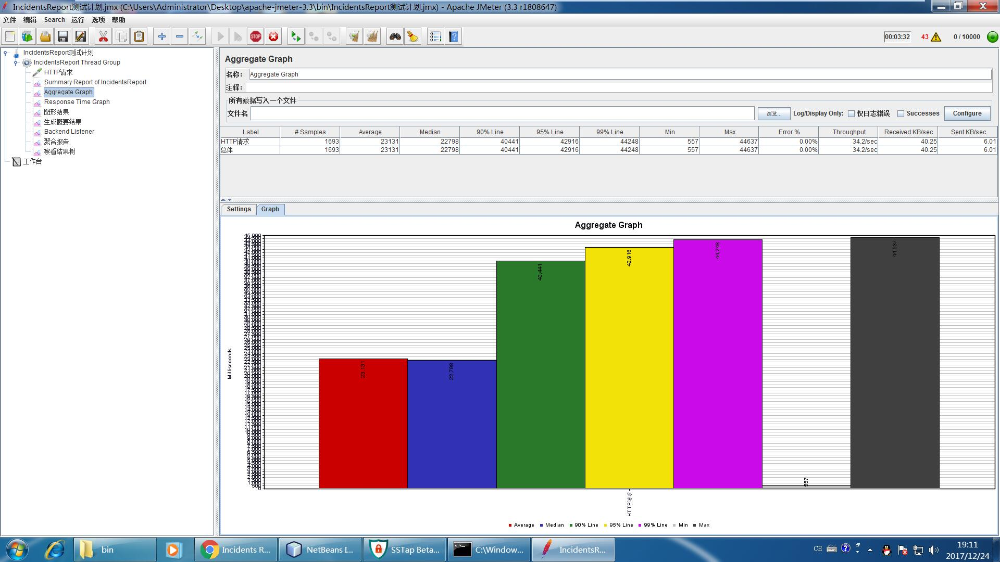 IncidentsReport测试计划.jmx (C:\Users\Administrator\Desktop\apache-jmeter-3.3\bin\IncidentsReport测试计划.jmx) - Apache JMeter (3.3 r1808647)
文件 编辑 Search 运行 选项 帮助
STOP
00:03:32 43 0 / 10000
IncidentsReport测试计划
IncidentsReport Thread Group
HTTP请求
Summary Report of IncidentsReport
Aggregate Graph
Response Time Graph
图形结果
生成概要结果
Backend Listener
聚合报告
察看结果树
工作台
Aggregate Graph
名称: Aggregate Graph
注释:
所有数据写入一个文件
文件名 浏览... Log/Display Only: 仅日志错误 Successes Configure
Label # Samples Average Median 90% Line 95% Line 99% Line Min Max Error % Throughput Received KB/sec Sent KB/sec
HTTP请求 1693 23131 22798 40441 42916 44248 557 44637 0.00% 34.2/sec 40.25 6.01
总体 1693 23131 22798 40441 42916 44248 557 44637 0.00% 34.2/sec 40.25 6.01
Settings Graph
Aggregate Graph
Milliseconds
23,131
22,798
40,441
42,916
44,248
557
44,637
HTTP请求
Average Median 90% Line 95% Line 99% Line Min Max
bin
Incidents R...
NetBeans I...
SSTap Beta...
C:\Window...
IncidentsR...
CH
19:11
2017/12/24